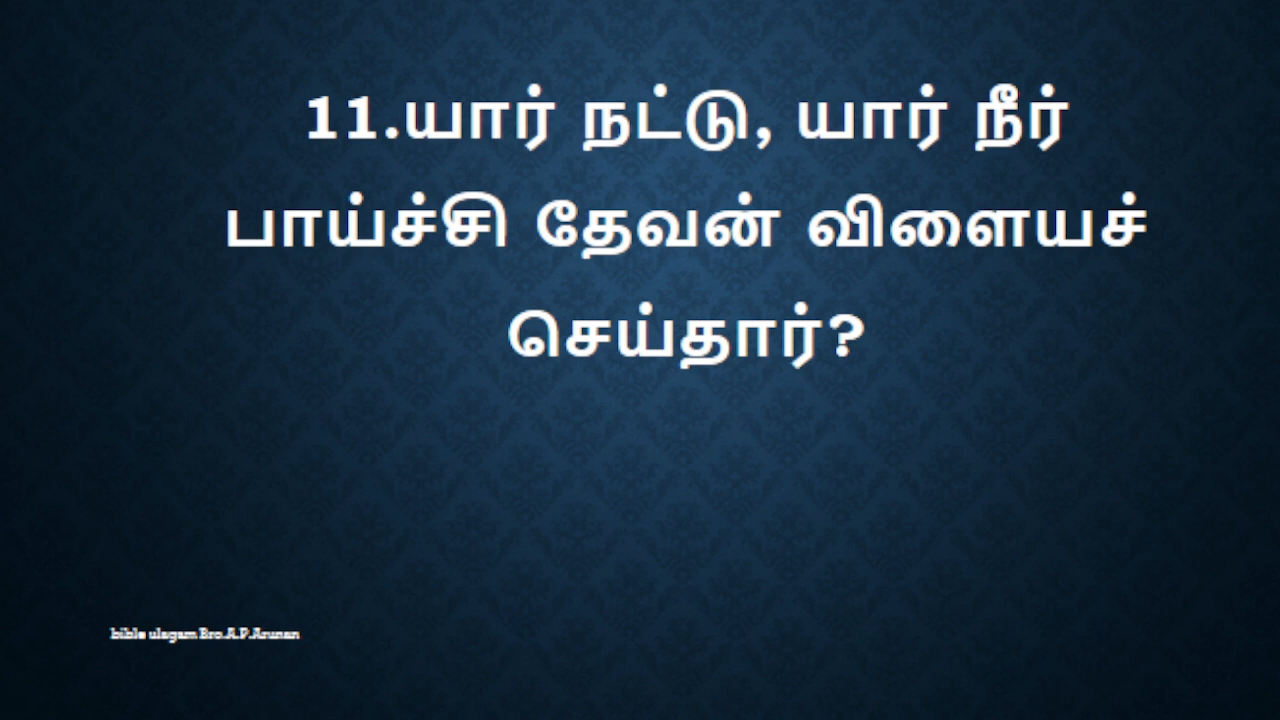 11.யார் நட்டு, யார் நீர்
பாய்ச்சி தேவன் விளையச்
செய்தார்?
bible ulagam Bro.A.P.Arunan